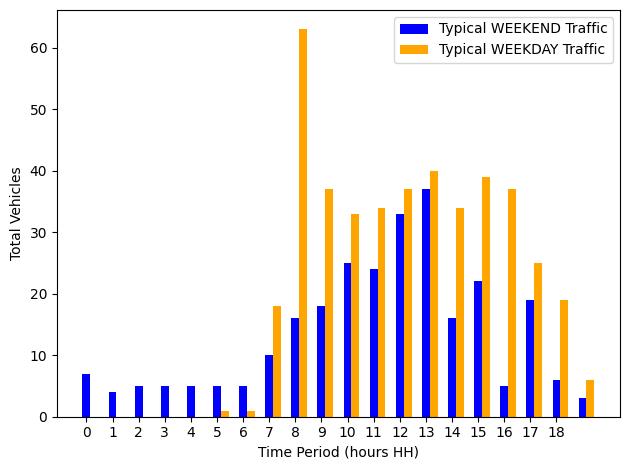 Typical WEEKEND Traffic
Typical WEEKDAY Traffic
60
50
40
30
20
10
0
Total Vehicles
0 1 2 3 4 5 6 7 8 9 10 11 12 13 14 15 16 17 18
Time Period (hours HH)